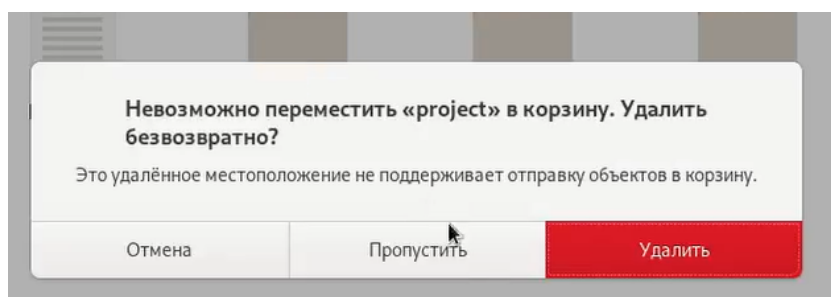 Невозможно переместить «project» в корзину. Удалить
безвозвратно?
Это удалённое местоположение не поддерживает отправку объектов в корзину.
Отмена
Пропустить
Удалить